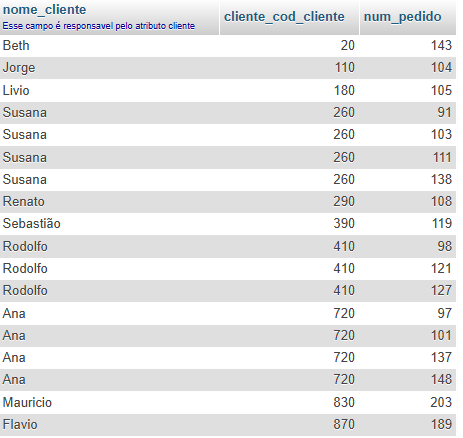 nome_cliente cliente_cod_cliente num_pedido
Esse campo é responsavel pelo atributo cliente
Beth 20 143
Jorge 110 104
Livio 180 105
Susana 260 91
Susana 260 103
Susana 260 111
Susana 260 138
Renato 290 108
Sebastião 390 119
Rodolfo 410 98
Rodolfo 410 121
Rodolfo 410 127
Ana 720 97
Ana 720 101
Ana 720 137
Ana 720 148
Mauricio 830 203
Flavio 870 189